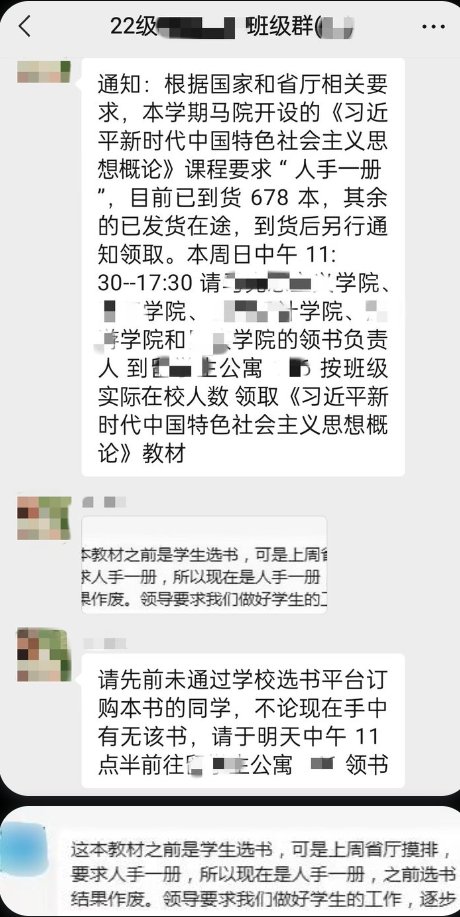 22级 班级群(
通知：根据国家和省厅相关要
求，本学期马院开设的《习近
平新时代中国特色社会主义思
想概论》课程要求 “ 人手一册
”，目前已到货 678 本，其余
的已发货在途，到货后另行通
知领取。本周日中午 11:
30--17:30 请 学院、
学院、 计学院、
学院和 学院的领书负责
人 到 公寓 按班级
实际在校人数 领取《习近平新
时代中国特色社会主义思想概
论》教材
本教材之前是学生选书，可是上周省
求人手一册，所以现在是人手一册
果作废。领导要求我们做好学生的工
请先前未通过学校选书平台订
购本书的同学，不论现在手中
有无该书，请于明天中午 11
点半前往 公寓 领书
这本教材之前是学生选书，可是上周省厅摸排，
要求人手一册，所以现在是人手一册，之前选书
结果作废。领导要求我们做好学生的工作，逐步